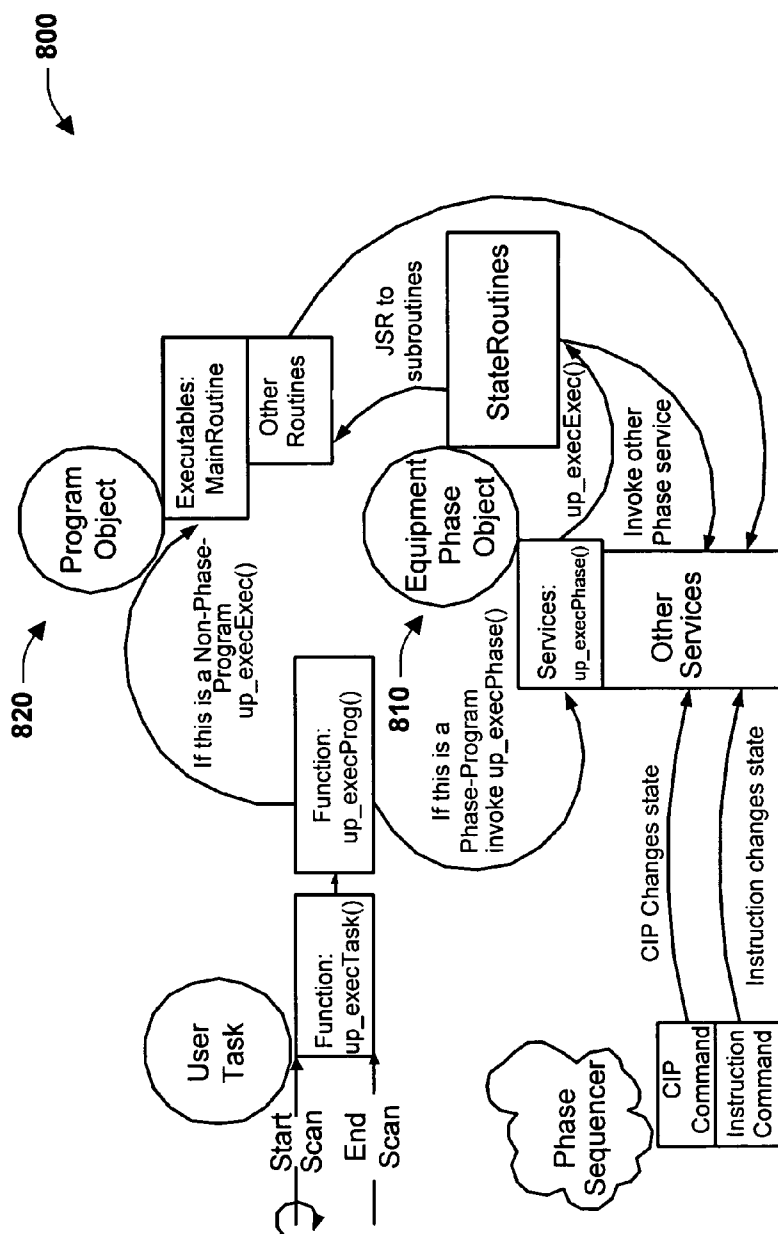 800
820
Program
Object
Executables:
MainRoutine
Other
Routines
If this is a Non-Phase-
Program
up_execExec()
User
Task
Start
Scan
End
Scan
Function:
up_execTask()
Function:
up_execProg()
JSR to
subroutines
StateRoutines
810
Equipment
Phase
Object
up_execExec()
If this is a
Phase-Program
invoke up_execPhase()
Services:
up_execPhase()
Other
Services
Invoke other
Phase service
Phase
Sequencer
CIP
Command
Instruction
Command
CIP Changes state
Instruction changes state